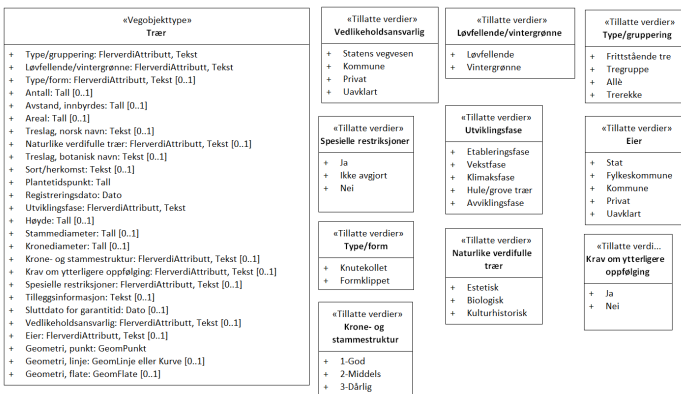 «Vegobjekttype»
Trær
+ Type/gruppering: FlerverdiAttributt, Tekst
+ Løvfellende/vintergrønne: FlerverdiAttributt, Tekst
+ Type/form: FlerverdiAttributt, Tekst [0..1]
+ Antall: Tall [0..1]
+ Avstand, innbyrdes: Tall [0..1]
+ Areal: Tall [0..1]
+ Treslag, norsk navn: Tekst [0..1]
+ Naturlike verdifulle trær: FlerverdiAttributt, Tekst [0..1]
+ Treslag, botanisk navn: Tekst [0..1]
+ Sort/herkomst: Tekst [0..1]
+ Plantetidspunkt: Tall
+ Registreringsdato: Dato
+ Utviklingsfase: FlerverdiAttributt, Tekst
+ Høyde: Tall [0..1]
+ Stammediameter: Tall [0..1]
+ Kronediameter: Tall [0..1]
+ Krone- og stammestruktur: FlerverdiAttributt, Tekst [0..1]
+ Krav om ytterligere oppfølging: FlerverdiAttributt, Tekst [0..1]
+ Spesielle restriksjoner: FlerverdiAttributt, Tekst [0..1]
+ Tilleggsinformasjon: Tekst [0..1]
+ Sluttdato for garantitid: Dato [0..1]
+ Vedlikeholdsansvarlig: FlerverdiAttributt, Tekst [0..1]
+ Eier: FlerverdiAttributt, Tekst [0..1]
+ Geometri, punkt: GeomPunkt
+ Geometri, linje: GeomLinje eller Kurve [0..1]
+ Geometri, flate: GeomFlate [0..1]
«Tillatte verdier»
Vedlikeholdsansvarlig
+ Statens vegvesen
+ Kommune
+ Privat
+ Uavklart
«Tillatte verdier»
Spesielle restriksjoner
+ Ja
+ Ikke avgjort
+ Nei
«Tillatte verdier»
Type/form
+ Knutekollet
+ Formklippet
«Tillatte verdier»
Krone- og
stammestruktur
+ 1-God
+ 2-Middels
+ 3-Dårlig
«Tillatte verdier»
Løvfellende/vintergrønne
+ Løvfellende
+ Vintergrønne
«Tillatte verdier»
Utviklingsfase
+ Etableringsfase
+ Vekstfase
+ Klimaksfase
+ Hule/grove trær
+ Avviklingsfase
«Tillatte verdier»
Naturlike verdifulle
trær
+ Estetisk
+ Biologisk
+ Kulturhistorisk
«Tillatte verdier»
Type/gruppering
+ Frittstående tre
+ Tregruppe
+ Allè
+ Trerekke
«Tillatte verdier»
Eier
+ Stat
+ Fylkeskommune
+ Kommune
+ Privat
+ Uavklart
«Tillatte verdi...
Krav om ytterligere
oppfølging
+ Ja
+ Nei